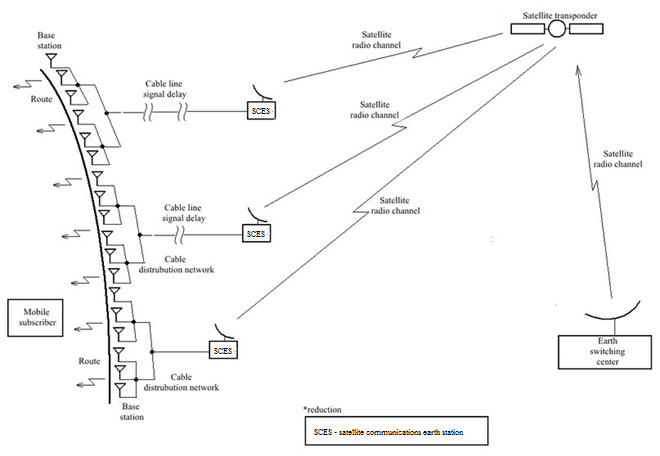 Satellite transponder
Base
station
Satellite
radio channel
Cable line
signal delay
Route
SCES
Satellite
radio channel
Satellite
radio channel
Cable line
signal delay
Satellite
radio channel
SCES
Cable
distrubution network
Mobile
subscriber
Earth
switching
center
SCES
Route
Cable
distrubution network
Base
station
*reduction
SCES - satellite commuications earth station